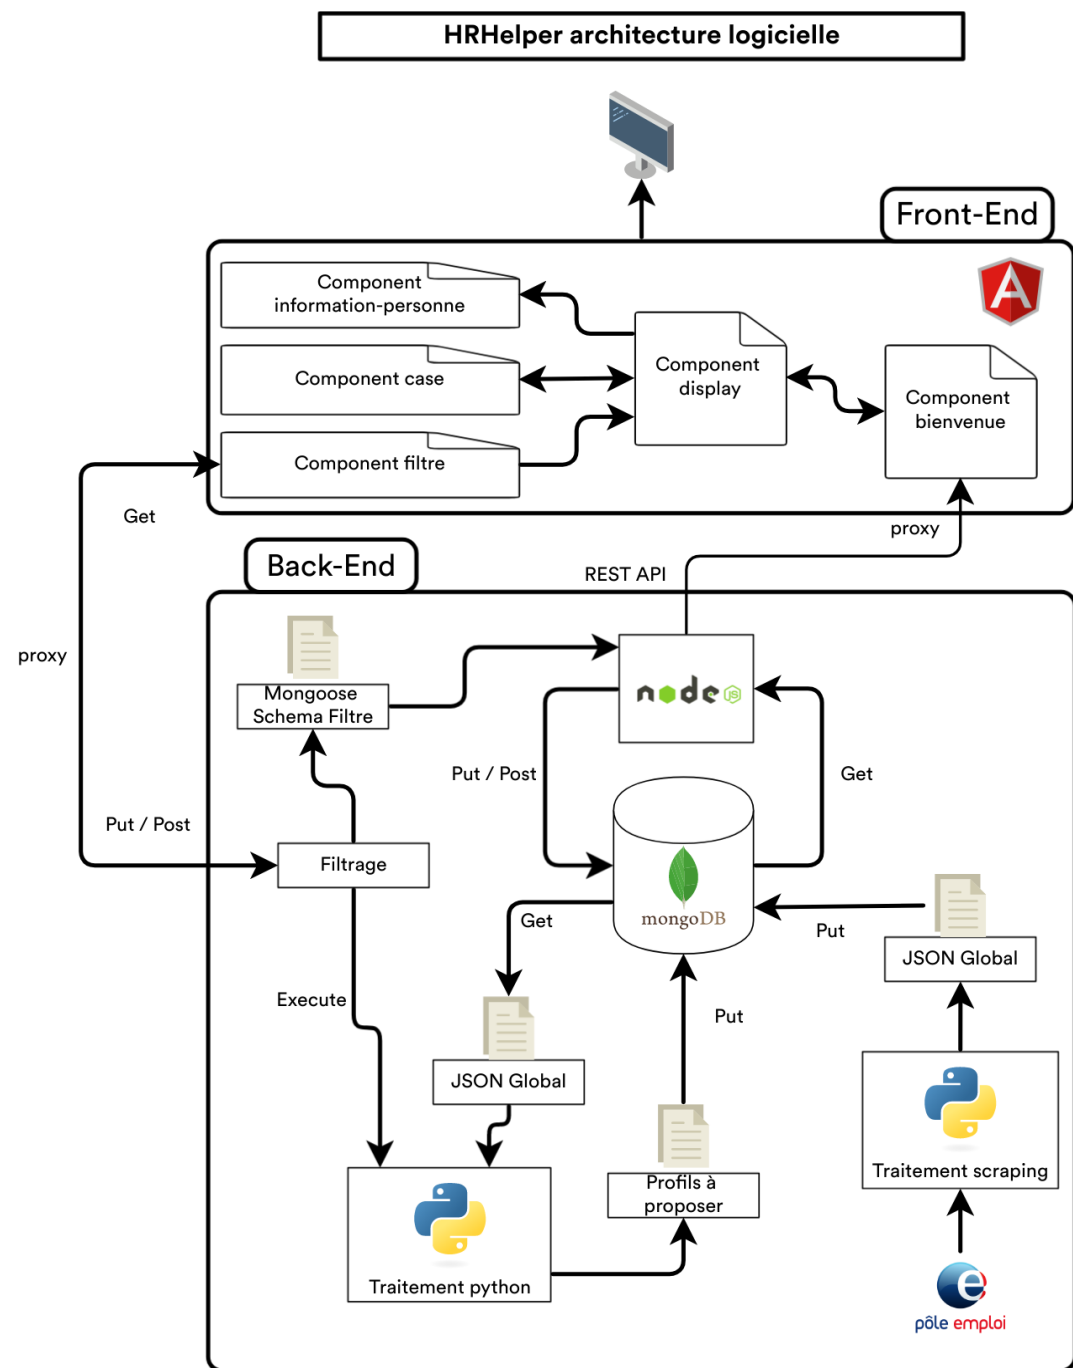 HRHelper architecture logicielle
Front-End
Component
information-personne
Component case
Component filtre
Component
display
Component
bienvenue
Get
proxy
Put / Post
proxy
REST API
Back-End
Mongoose
Schema Filtre
node
JS
Put / Post
Get
Filtrage
mongoDB
Get
Put
JSON Global
Execute
Put
JSON Global
Traitement scraping
Profils à
proposer
Traitement python
pôle emploi